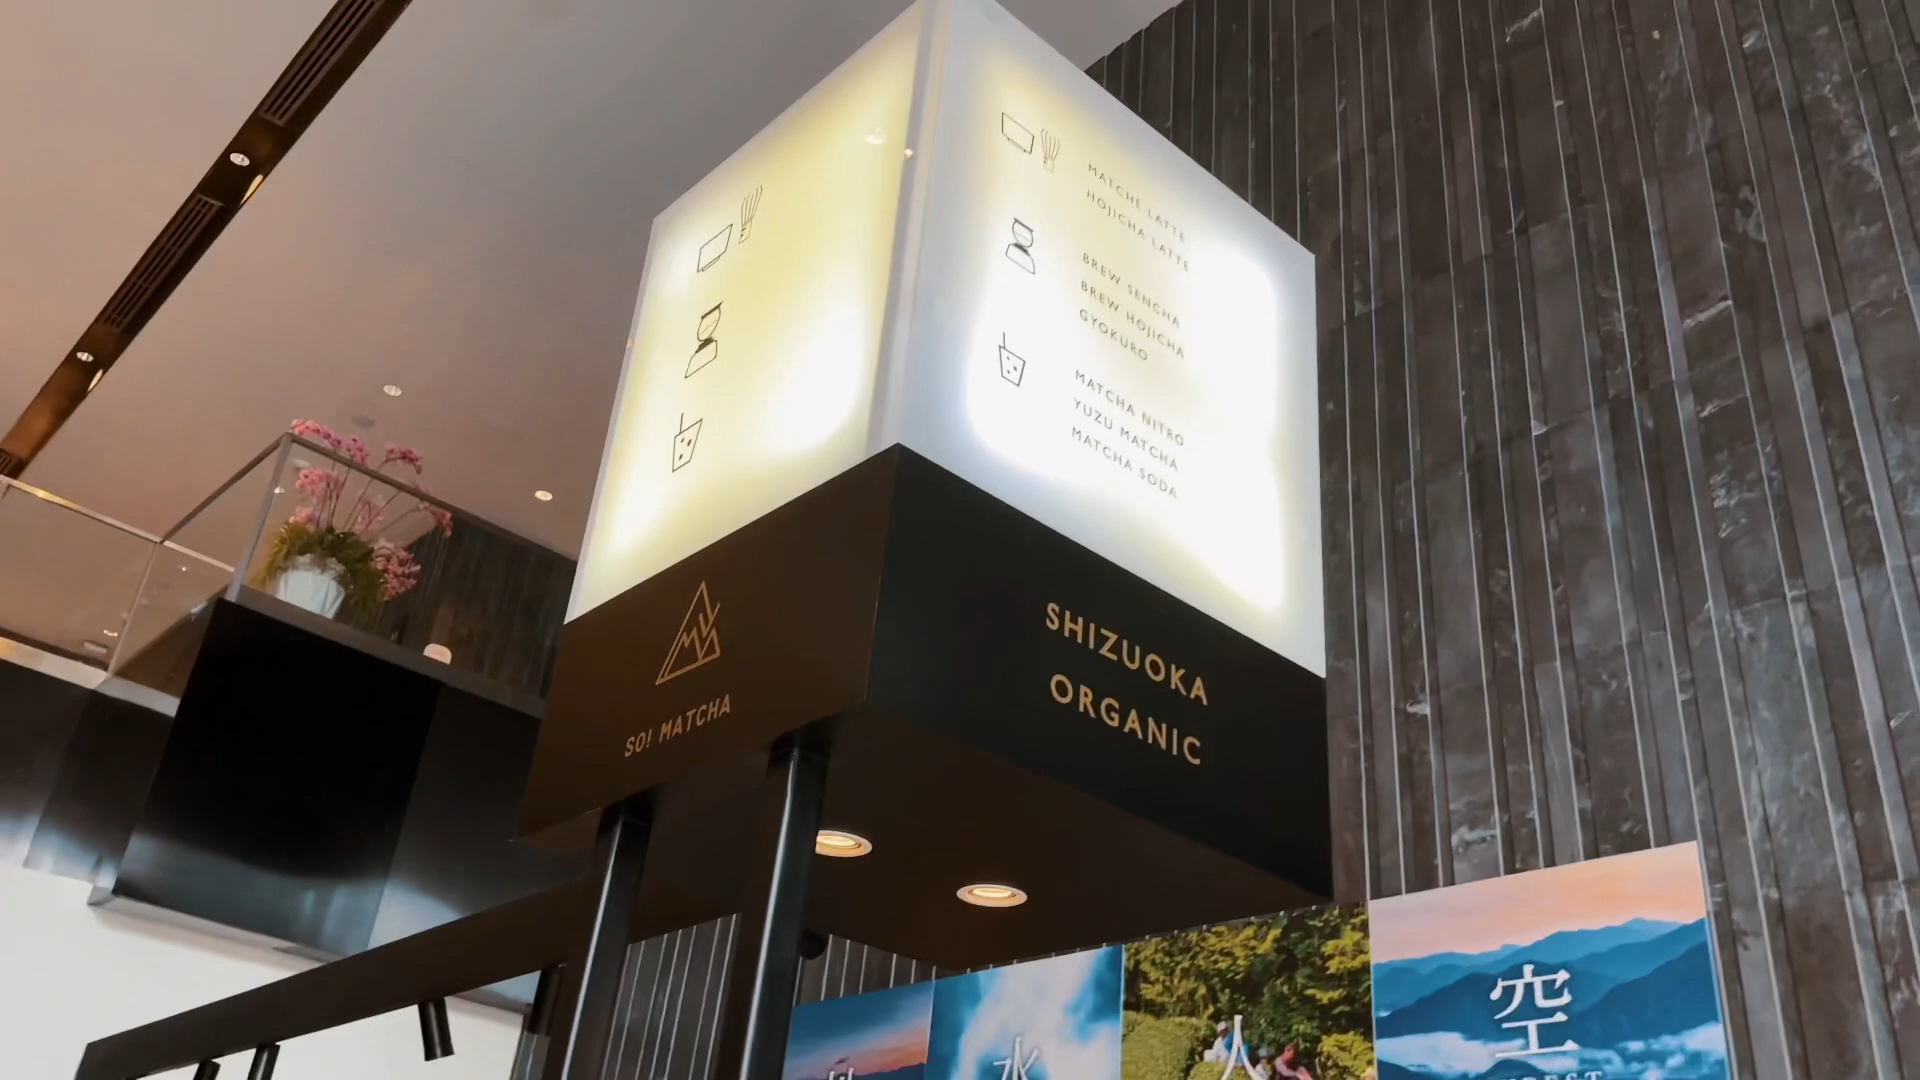 MATCHE LATTE
HOJICHA LATTE
BREW SENCHA
BREW HOJICHA
GYOKURO
MATCHA NITRO
YUZU MATCHA
MATCHA SODA
SO! MATCHA
SHIZUOKA
ORGANIC
水
人
空